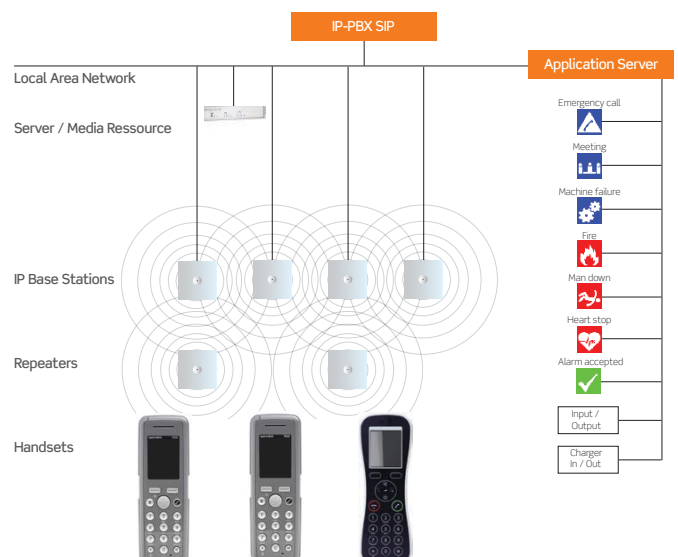 IP-PBX SIP
Application Server
Local Area Network
Emergency call
Server / Media Ressource
Meeting
Machine failure
Fire
IP Base Stations
Man down
Heart stop
Repeaters
Alarm accepted
Input /
Output
Handsets
Charger
In / Out